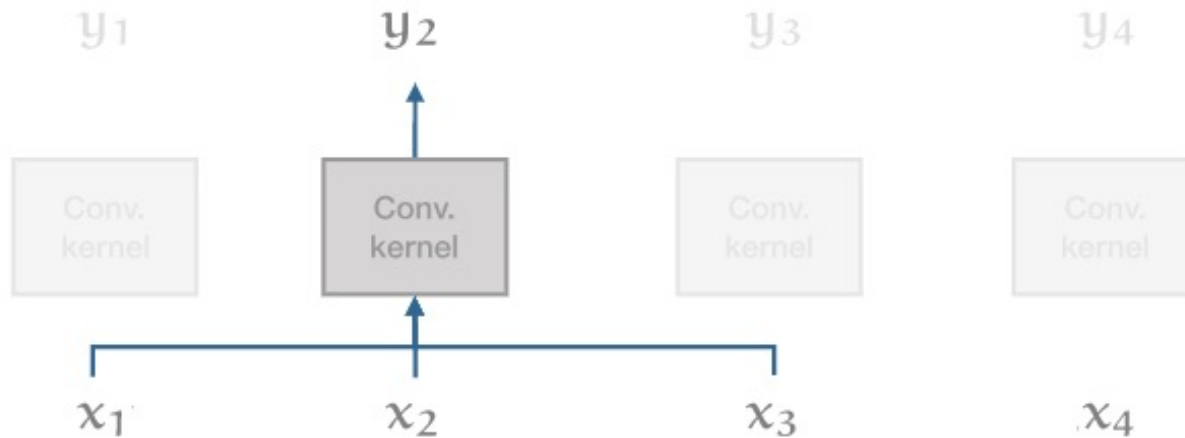 y₁ y₂ y₃ y₄
Conv. Conv. Conv. Conv.
kernel kernel kernel kernel
x₁ x₂ x₃ x₄